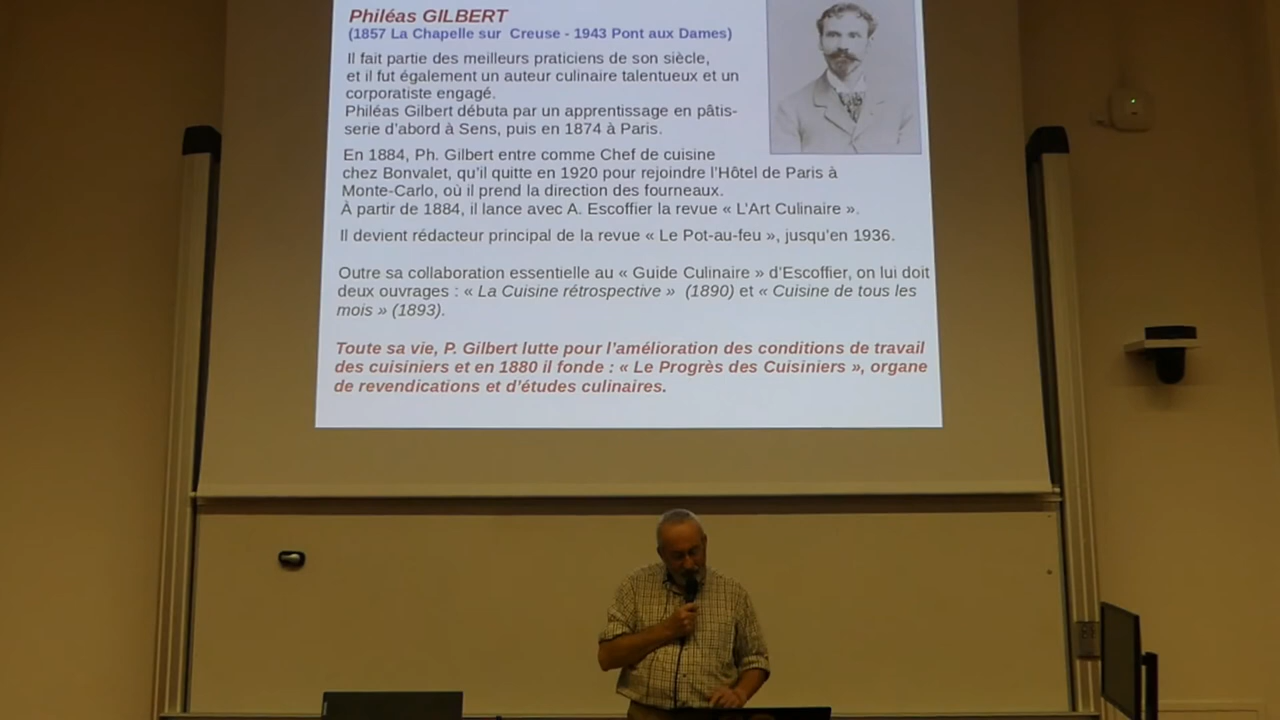 Philéas GILBERT
(1857 La Chapelle sur Creuse - 1943 Pont aux Dames)
Il fait partie des meilleurs praticiens de son siècle,
et il fut également un auteur culinaire talentueux et un
corporatiste engagé.
Philéas Gilbert débuta par un apprentissage en pâtis-
serie d'abord à Sens, puis en 1874 à Paris.
En 1884, Ph. Gilbert entre comme Chef de cuisine
chez Bonvalet, qu'il quitte en 1920 pour rejoindre l'Hôtel de Paris à
Monte-Carlo, où il prend la direction des fourneaux.
À partir de 1884, il lance avec A. Escoffier la revue « L'Art Culinaire ».
Il devient rédacteur principal de la revue « Le Pot-au-feu », jusqu'en 1936.
Outre sa collaboration essentielle au « Guide Culinaire » d'Escoffier, on lui doit
deux ouvrages : « La Cuisine rétrospective » (1890) et « Cuisine de tous les
mois » (1893).
Toute sa vie, P. Gilbert lutte pour l'amélioration des conditions de travail
des cuisiniers et en 1880 il fonde : « Le Progrès des Cuisiniers », organe
de revendications et d'études culinaires.